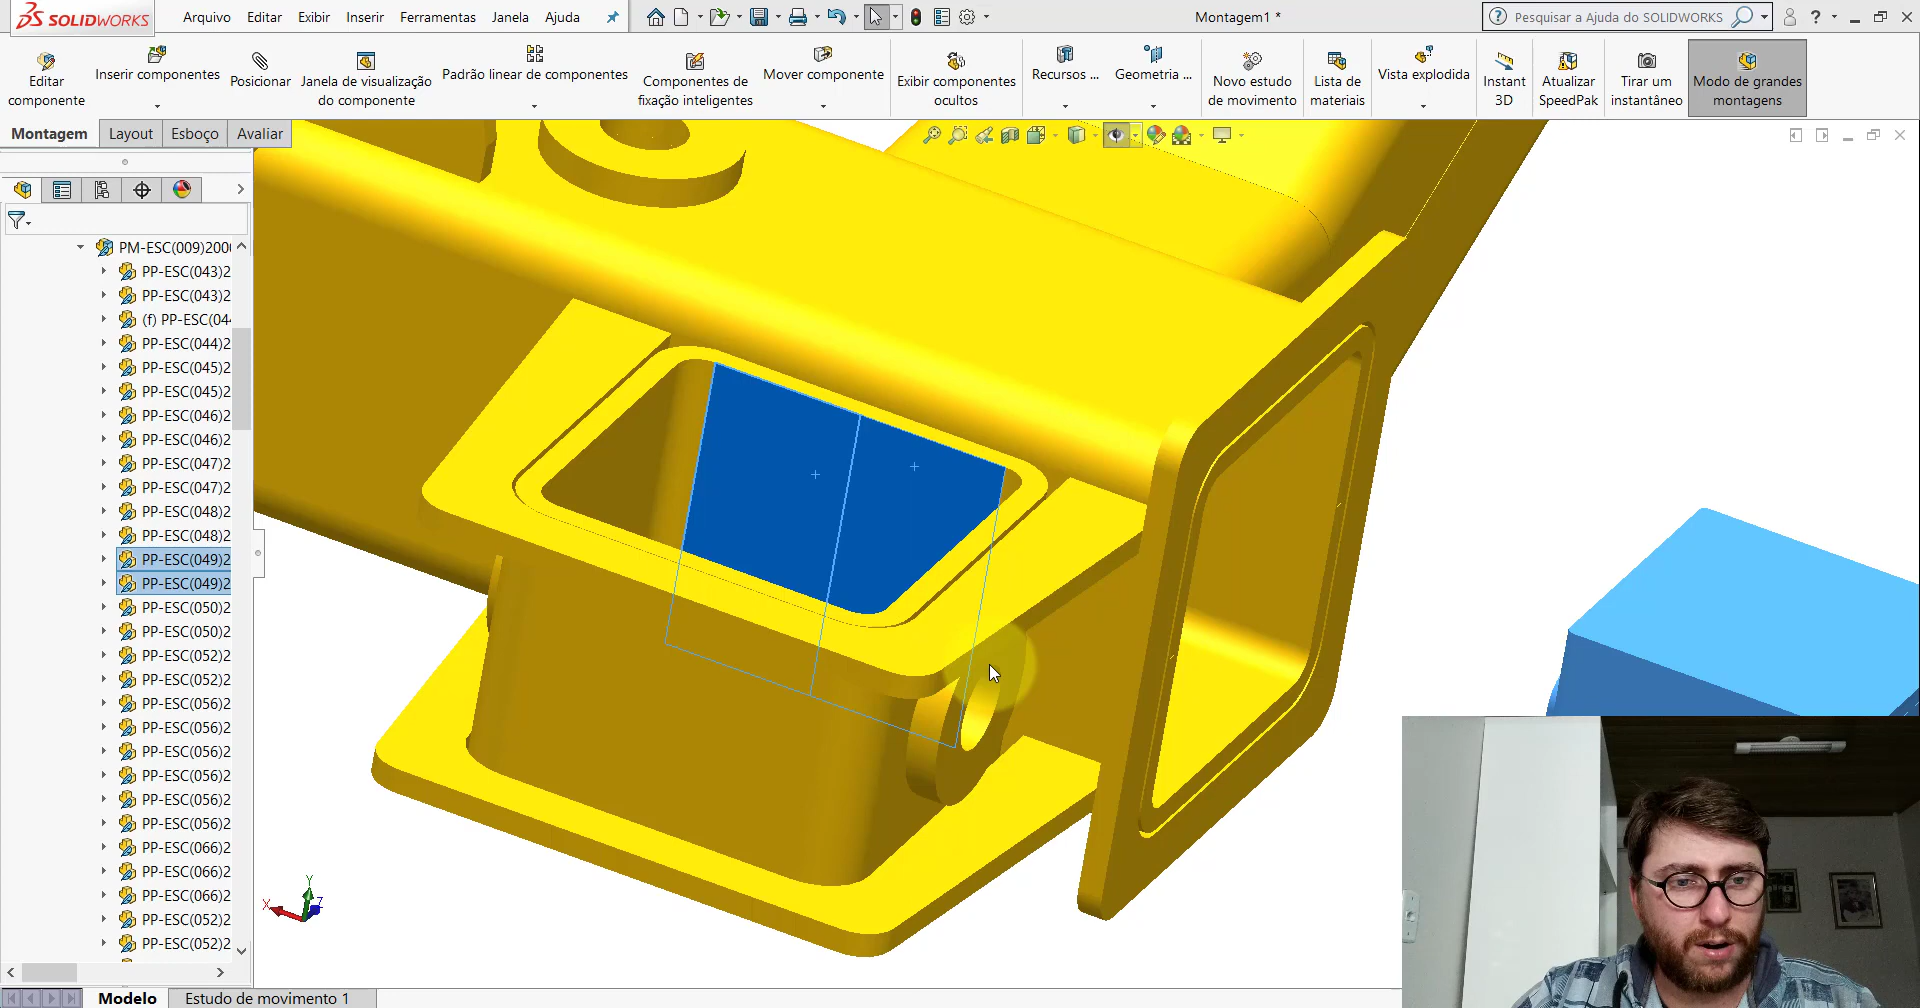 SOLIDWORKS
Arquivo Editar Exibir Inserir Ferramentas Janela Ajuda
Montagem1 *
Pesquisar a Ajuda do SOLIDWORKS
Editar componente
Inserir componentes
Posicionar
Janela de visualização do componente
Padrão linear de componentes
Componentes de fixação inteligentes
Mover componente
Exibir componentes ocultos
Recursos ...
Geometria ...
Novo estudo de movimento
Lista de materiais
Vista explodida
Instant 3D
Atualizar SpeedPak
Tirar um instantâneo
Modo de grandes montagens
Montagem Layout Esboço Avaliar
PM-ESC(009)200
PP-ESC(043)2
PP-ESC(043)2
(f) PP-ESC(04
PP-ESC(044)2
PP-ESC(045)2
PP-ESC(045)2
PP-ESC(046)2
PP-ESC(046)2
PP-ESC(047)2
PP-ESC(047)2
PP-ESC(048)2
PP-ESC(048)2
PP-ESC(049)2
PP-ESC(049)2
PP-ESC(050)2
PP-ESC(050)2
PP-ESC(052)2
PP-ESC(052)2
PP-ESC(056)2
PP-ESC(056)2
PP-ESC(056)2
PP-ESC(056)2
PP-ESC(056)2
PP-ESC(056)2
PP-ESC(066)2
PP-ESC(066)2
PP-ESC(066)2
PP-ESC(052)2
PP-ESC(052)2
Y
X
Z
Modelo Estudo de movimento 1